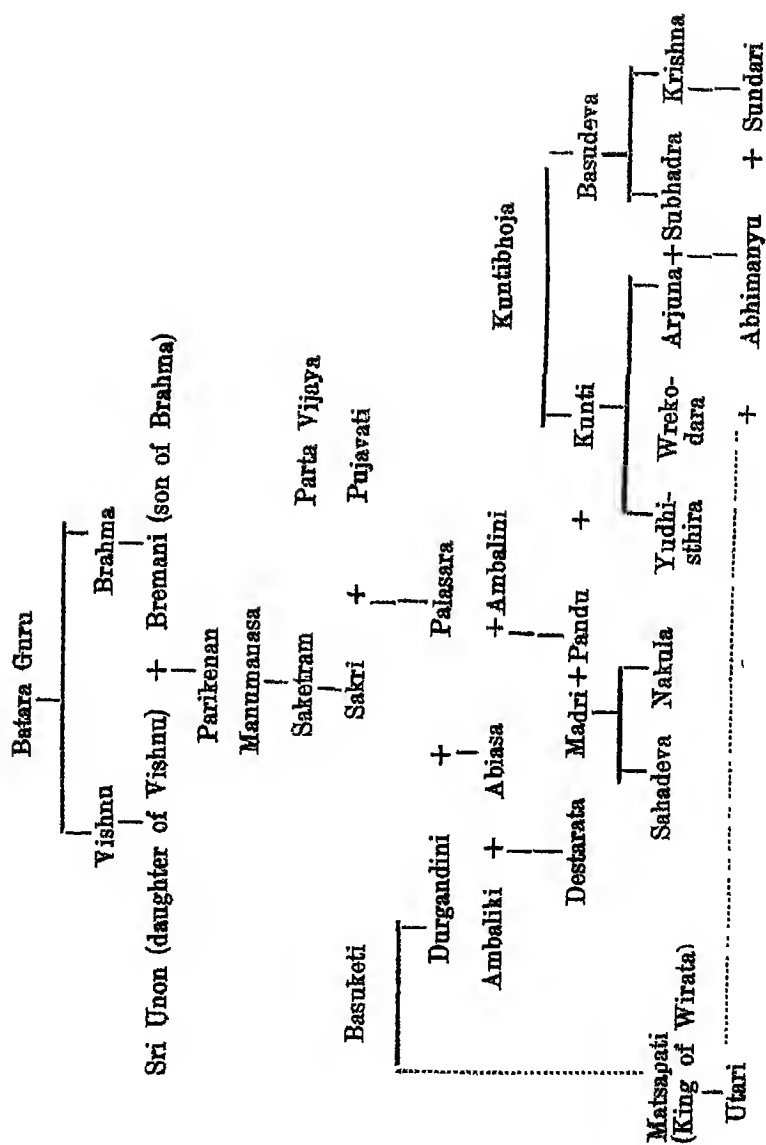 Batara Guru
Vishnu Brahma
Sri Unon (daughter of Vishnu) + Bremani (son of Brahma)
Parikenan
Manumanasa
Saketram Parta Vijaya
Basuketi Sakri + Pujavati
Durgandini + Palasara
Ambaliki + Abiasa + Ambalini Kuntibhoja
Destarata Madri + Pandu + Kunti Basudeva
Matsapati Sahadeva Nakula Yudhi- Wreko- Arjuna + Subhadra Krishna
(King of Wirata) sthira dara
Utari + Abhimanyu + Sundari